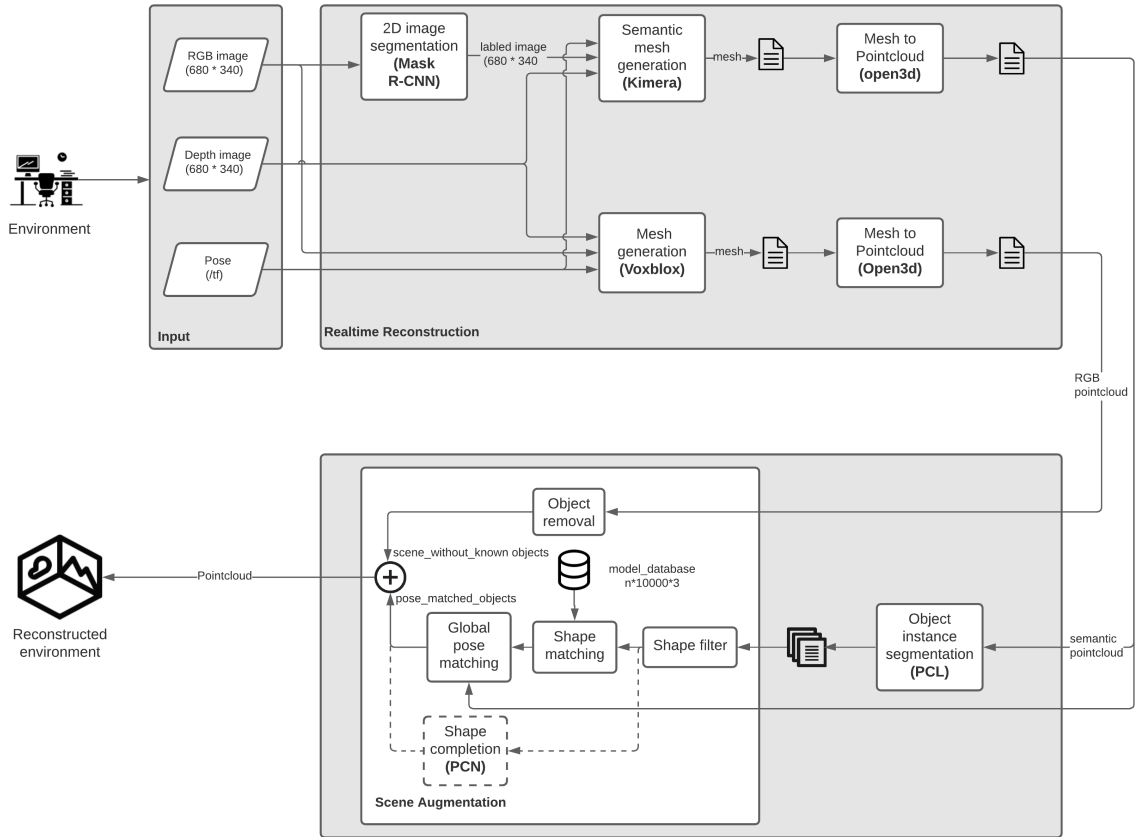 RGB image
(680 * 340)
2D image
segmentation
(Mask
R-CNN)
labled image
(680 * 340
Semantic
mesh
generation
(Kimera)
mesh
Mesh to
Pointcloud
(open3d)
Depth image
(680 * 340)
Environment
Pose
(/tf)
Mesh
generation
(Voxblox)
mesh
Mesh to
Pointcloud
(Open3d)
Input
Realtime Reconstruction
RGB
pointcloud
Object
removal
scene_without_known objects
model_database
n*10000*3
Pointcloud
pose_matched_objects
Reconstructed
environment
Global
pose
matching
Shape
matching
Shape filter
Object
instance
segmentation
(PCL)
semantic
pointcloud
Shape
completion
(PCN)
Scene Augmentation